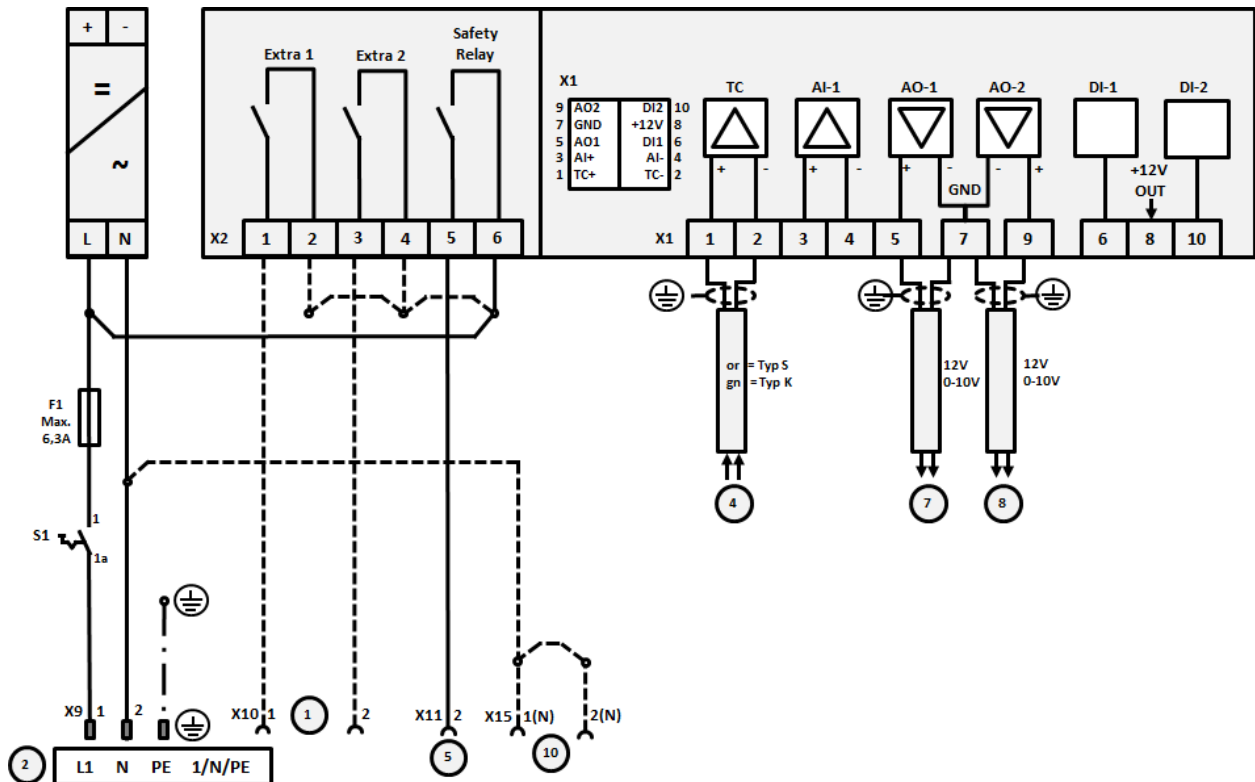 + -
=
~
L N
Extra 1
Extra 2
Safety
Relay
X2 1 2 3 4 5 6
X1
9 AO2 DI2 10
7 GND +12V 8
5 AO1 DI1 6
3 AI+ AI- 4
1 TC+ TC- 2
TC
AI-1
AO-1
AO-2
DI-1
DI-2
+ - + - + - - +
GND
+12V
OUT
X1 1 2 3 4 5 7 9 6 8 10
or = Typ S
gn =Typ K
12V
0-10V
12V
0-10V
F1
Max.
6,3A
4
7
8
1
S1
1a
X9 1 2
X10 1
1
2
X11 2
X15 1(N)
2(N)
5
10
2
L1 N PE 1/N/PE